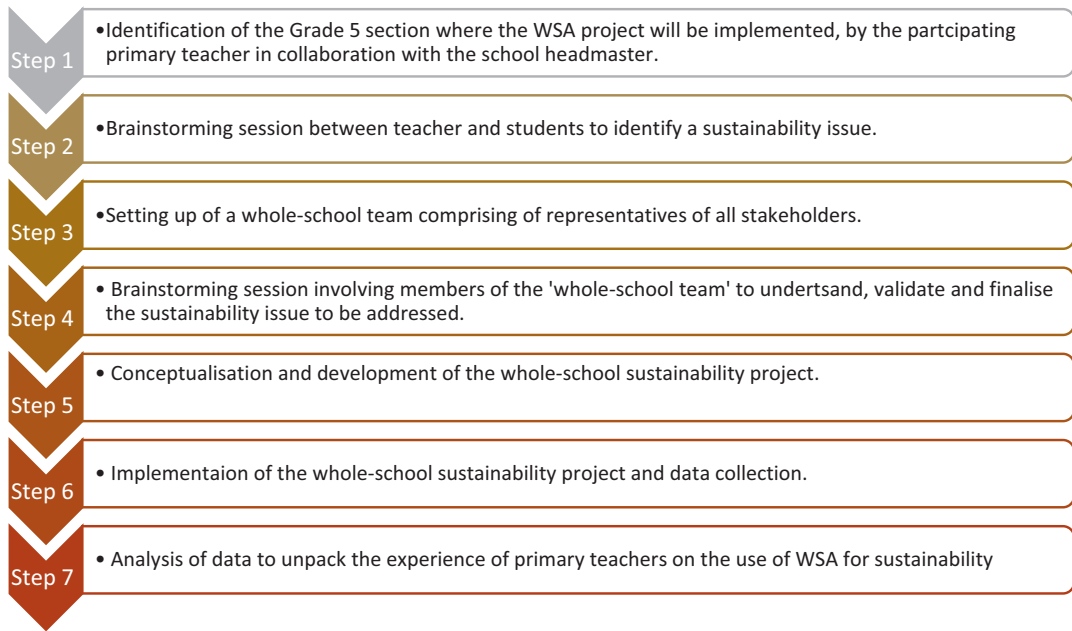 Step 1
•Identification of the Grade 5 section where the WSA project will be implemented, by the partcipating
primary teacher in collaboration with the school headmaster.
Step 2
•Brainstorming session between teacher and students to identify a sustainability issue.
Step 3
•Setting up of a whole-school team comprising of representatives of all stakeholders.
Step 4
• Brainstorming session involving members of the 'whole-school team' to undertsand, validate and finalise
the sustainability issue to be addressed.
Step 5
• Conceptualisation and development of the whole-school sustainability project.
Step 6
• Implementaion of the whole-school sustainability project and data collection.
Step 7
• Analysis of data to unpack the experience of primary teachers on the use of WSA for sustainability